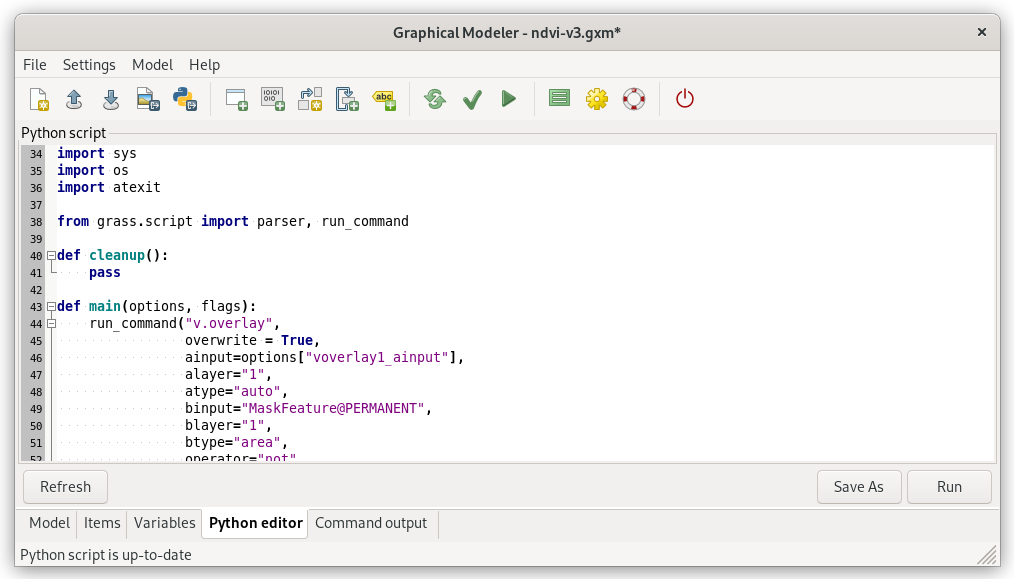 Graphical Modeler - ndvi-v3.gxm*
File Settings Model Help
abc
Python script
34 import sys
35 import os
36 import atexit
37
38 from grass.script import parser, run_command
39
40 def cleanup():
41 pass
42
43 def main(options, flags):
44 run_command("v.overlay",
45 overwrite = True,
46 ainput=options["voverlay1_ainput"],
47 alayer="1",
48 atype="auto",
49 binput="MaskFeature@PERMANENT",
50 blayer="1",
51 btype="area",
52 operator="not"
Refresh Save As Run
Model Items Variables Python editor Command output
Python script is up-to-date